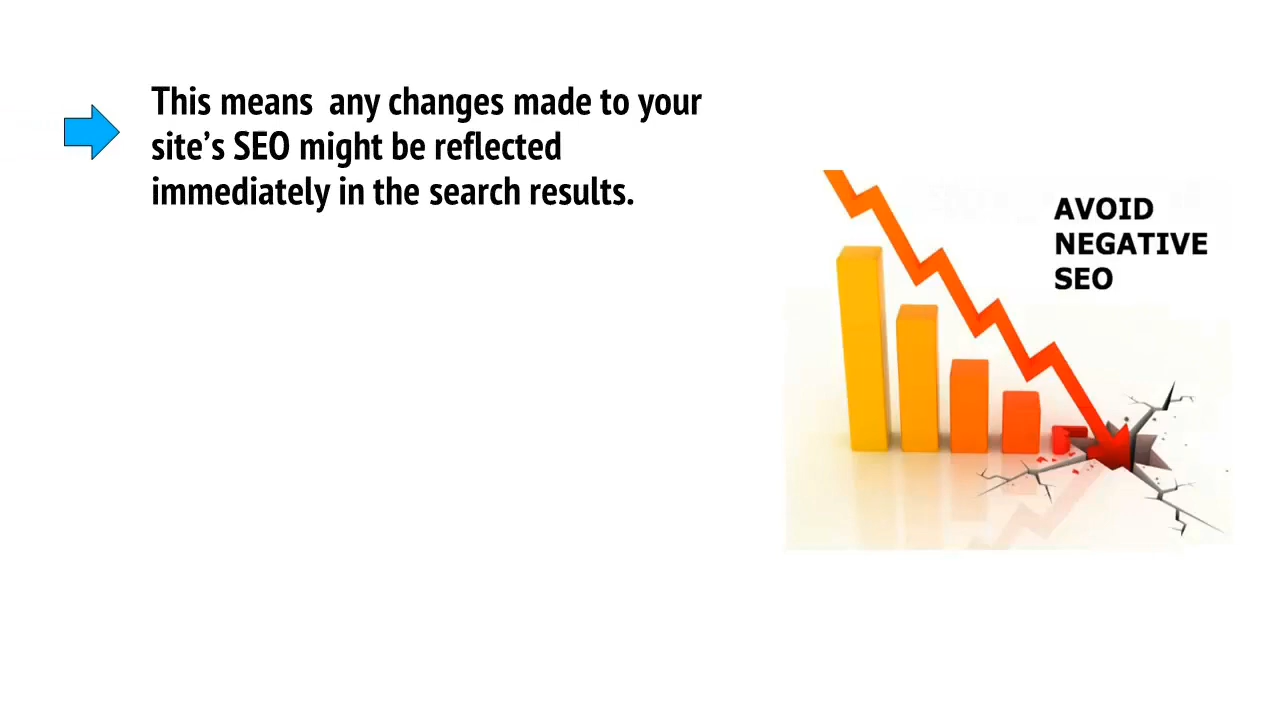 This means  any changes made to your
site’s SEO might be reflected
immediately in the search results.
AVOID
NEGATIVE
SEO